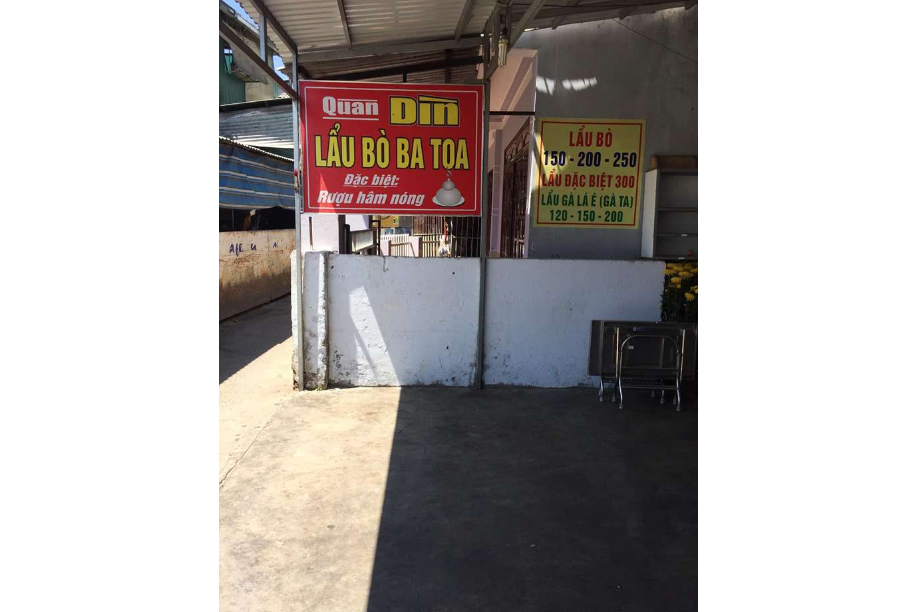 Quan Din
LẨU BÒ BA TOA
Đặc biệt:
Rượu hâm nóng
LẨU BÒ
150 - 200 - 250
LẨU ĐẶC BIỆT 300
LẨU GÀ LÁ É (GÀ TA)
120 - 150 - 200